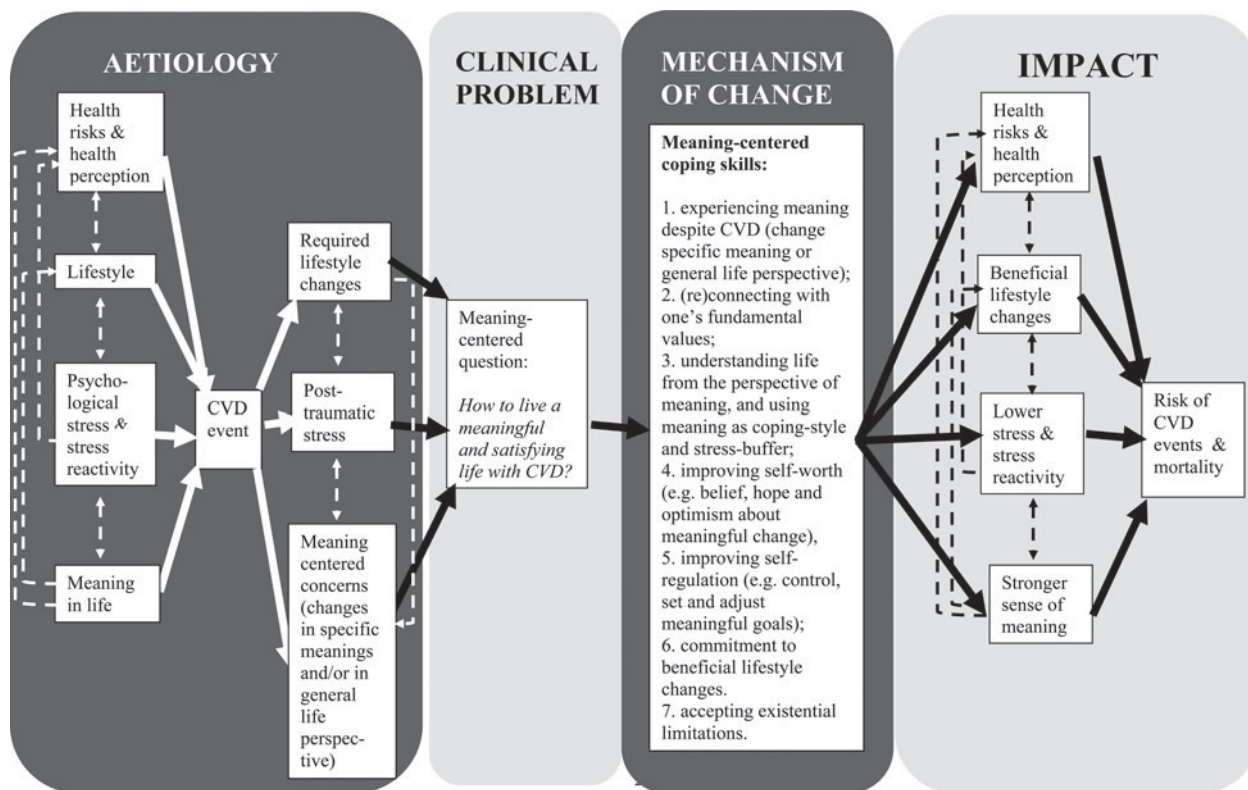 AETIOLOGY
Health
risks &
health
perception
Lifestyle
Psycho-
logical
stress &
stress
reactivity
Meaning
in life
CVD
event
Required
lifestyle
changes
Post-
traumatic
stress
Meaning
centered
concerns
(changes
in specific
meanings
and/or in
general
life
perspec-
tive)
CLINICAL
PROBLEM
Meaning-
centered
question:
How to live a
meaningful
and satisfying
life with CVD?
MECHANISM
OF CHANGE
Meaning-centered
coping skills:
1. experiencing meaning
despite CVD (change
specific meaning or
general life perspective);
2. (re)connecting with
one's fundamental
values;
3. understanding life
from the perspective of
meaning, and using
meaning as coping-style
and stress-buffer;
4. improving self-worth
(e.g. belief, hope and
optimism about
meaningful change),
5. improving self-
regulation (e.g. control,
set and adjust
meaningful goals);
6. commitment to
beneficial lifestyle
changes.
7. accepting existential
limitations.
IMPACT
Health
risks &
health
perception
Beneficial
lifestyle
changes
Lower
stress &
stress
reactivity
Stronger
sense of
meaning
Risk of
CVD
events &
mortality